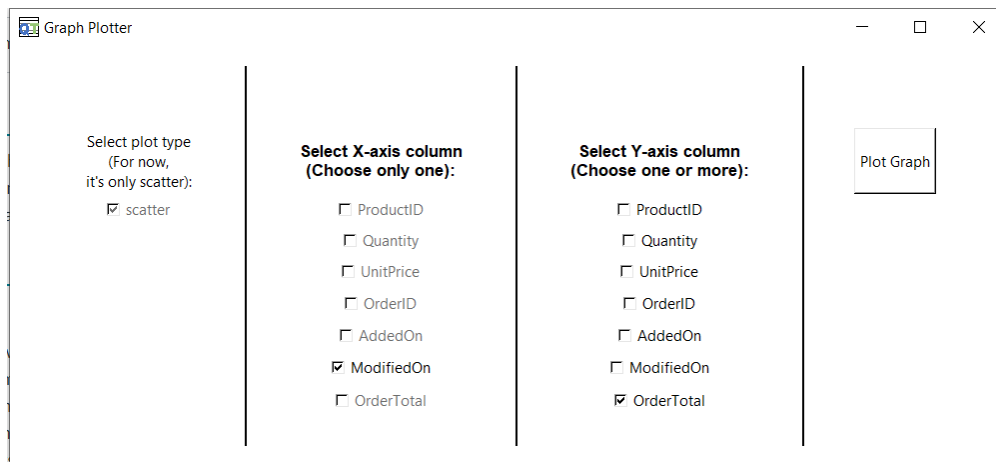 Graph Plotter
Select plot type
(For now,
it's only scatter):
scatter
Select X-axis column
(Choose only one):
ProductID
Quantity
UnitPrice
OrderID
AddedOn
ModifiedOn
OrderTotal
Select Y-axis column
(Choose one or more):
ProductID
Quantity
UnitPrice
OrderID
AddedOn
ModifiedOn
OrderTotal
Plot Graph